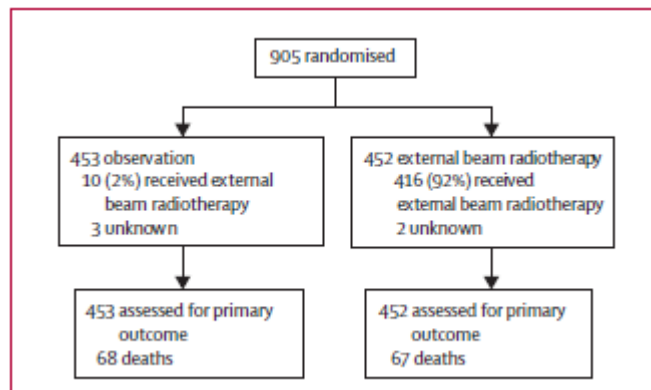 905 randomised
453 observation
10 (2%) received external
beam radiotherapy
3 unknown
452 external beam radiotherapy
416 (92%) received
external beam radiotherapy
2 unknown
453 assessed for primary
outcome
68 deaths
452 assessed for primary
outcome
67 deaths